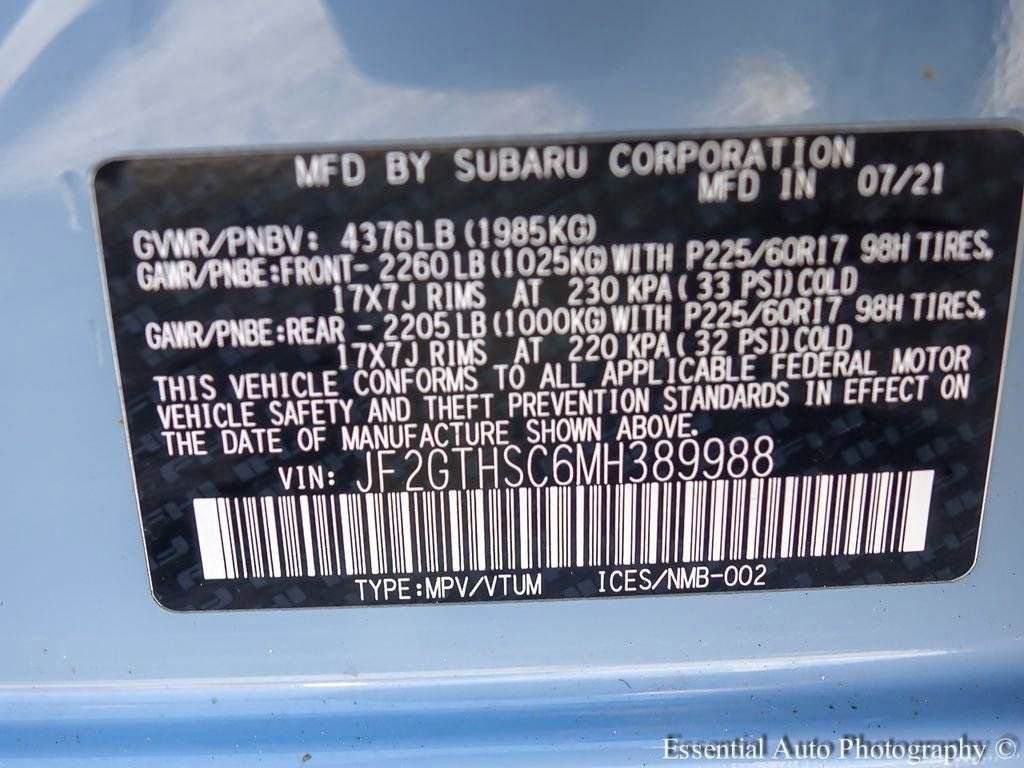 MFD BY SUBARU CORPORATION
MFD IN 07/21
GVWR/PNBV: 4376LB (1985KG)
GAWR/PNBE:FRONT- 2260 LB (1025KG) WITH P225/60R17 98H TIRES,
17X7J RIMS AT 230 KPA ( 33 PSI) COLD
GAWR/PNBE:REAR - 2205 LB (1000KG) WITH P225/60R17 98H TIRES,
17X7J RIMS AT 220 KPA ( 32 PSI) COLD
THIS VEHICLE CONFORMS TO ALL APPLICABLE FEDERAL MOTOR
VEHICLE SAFETY AND THEFT PREVENTION STANDARDS IN EFFECT ON
THE DATE OF MANUFACTURE SHOWN ABOVE.
VIN: JF2GTHSC6MH389988
TYPE:MPV/VTUM ICES/NMB-002
Essential Auto Photography ©